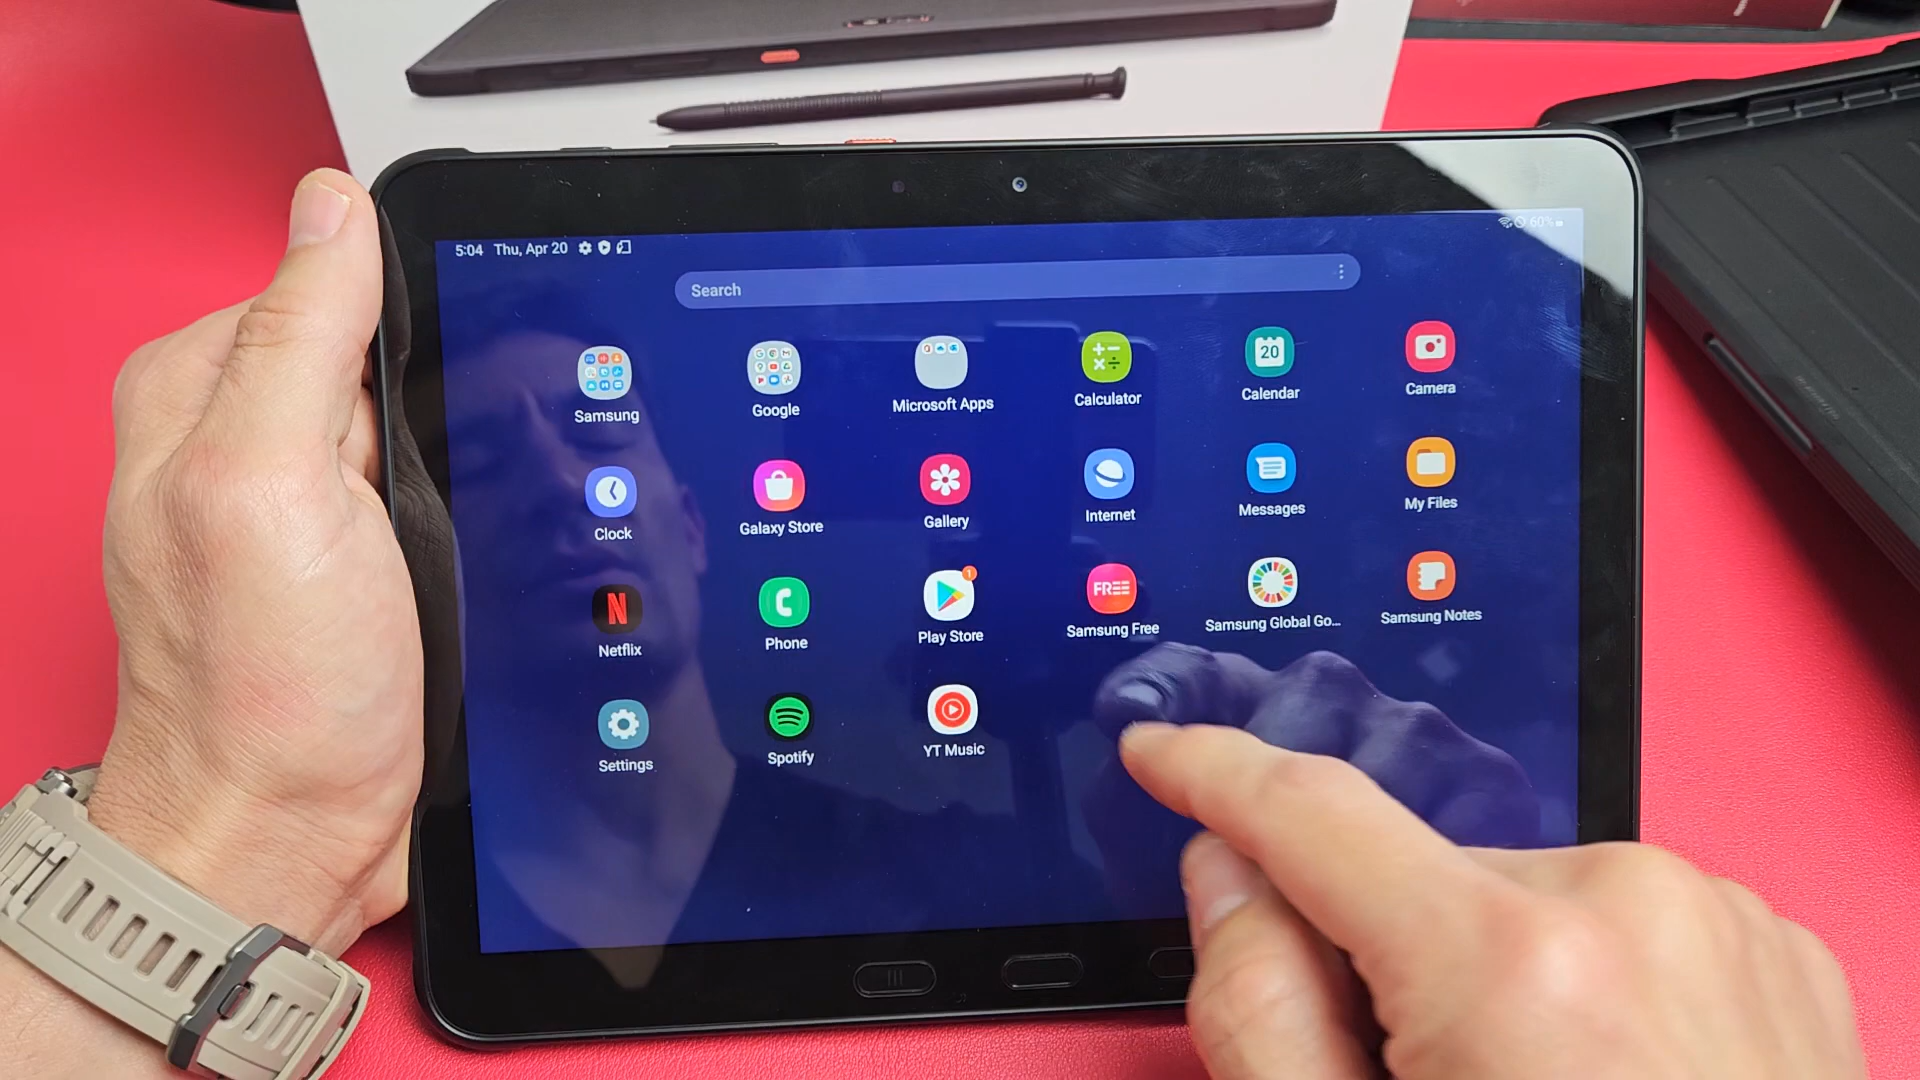 5:04 Thu, Apr 20
60%
Search
Samsung
Google
Microsoft Apps
Calculator
20
Calendar
Camera
Clock
Galaxy Store
Gallery
Internet
Messages
My Files
N
Netflix
Phone
1
Play Store
FREE
Samsung Free
Samsung Global Go...
Samsung Notes
Settings
Spotify
YT Music